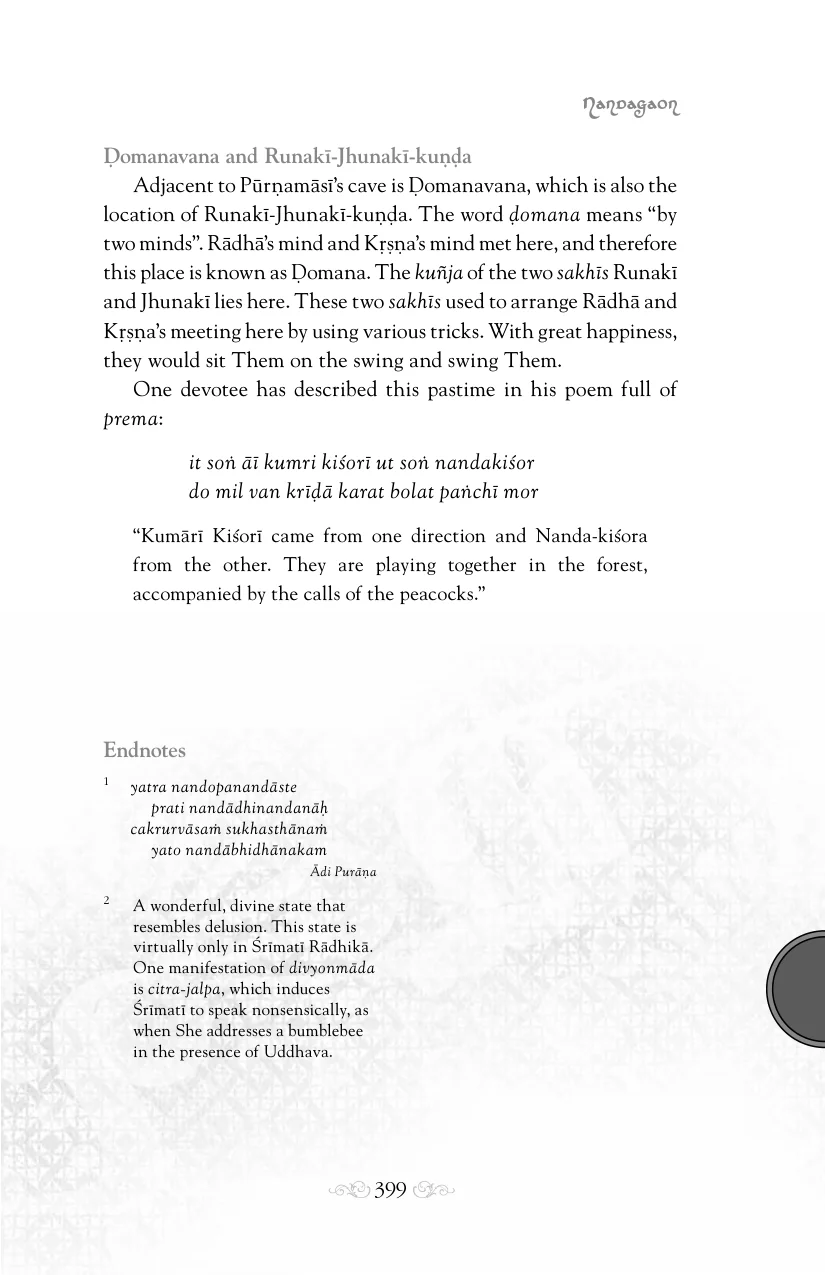 Nandagaon
Ḍomanavana and Runakī-Jhunakī-kuṇḍa
Adjacent to Pūrṇamāsī’s cave is Ḍomanavana, which is also the
location of Runakī-Jhunakī-kuṇḍa. The word ḍomana means “by
two minds”. Rādhā’s mind and Kṛṣṇa’s mind met here, and therefore
this place is known as Ḍomana. The kuñja of the two sakhīs Runakī
and Jhunakī lies here. These two sakhīs used to arrange Rādhā and
Kṛṣṇa’s meeting here by using various tricks. With great happiness,
they would sit Them on the swing and swing Them.
One devotee has described this pastime in his poem full of
prema:
it soṅ āī kumri kiśorī ut soṅ nandakiśor
do mil van krīḍā karat bolat paṅchī mor
“Kumārī Kiśorī came from one direction and Nanda-kiśora
from the other. They are playing together in the forest,
accompanied by the calls of the peacocks.”
Endnotes
1 yatra nandopanandāste
prati nandādhinandanāḥ
cakrurvāsaṁ sukhasthānaṁ
yato nandābhidhānakam
Ādi Purāṇa
2 A wonderful, divine state that
resembles delusion. This state is
virtually only in Śrīmatī Rādhikā.
One manifestation of divyonmāda
is citra-jalpa, which induces
Śrīmatī to speak nonsensically, as
when She addresses a bumblebee
in the presence of Uddhava.
399